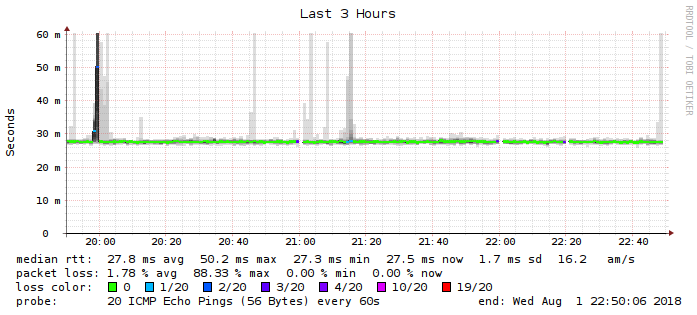 Last 3 Hours
RRDTOOL / TOBI OETIKER
Seconds
60 m
50 m
40 m
30 m
20 m
10 m
0
20:00 20:20 20:40 21:00 21:20 21:40 22:00 22:20 22:40
median rtt: 27.8 ms avg 50.2 ms max 27.3 ms min 27.5 ms now 1.7 ms sd 16.2 am/s
packet loss: 1.78 % avg 88.33 % max 0.00 % min 0.00 % now
loss color: 0 1/20 2/20 3/20 4/20 10/20 19/20
probe: 20 ICMP Echo Pings (56 Bytes) every 60s end: Wed Aug 1 22:50:06 2018